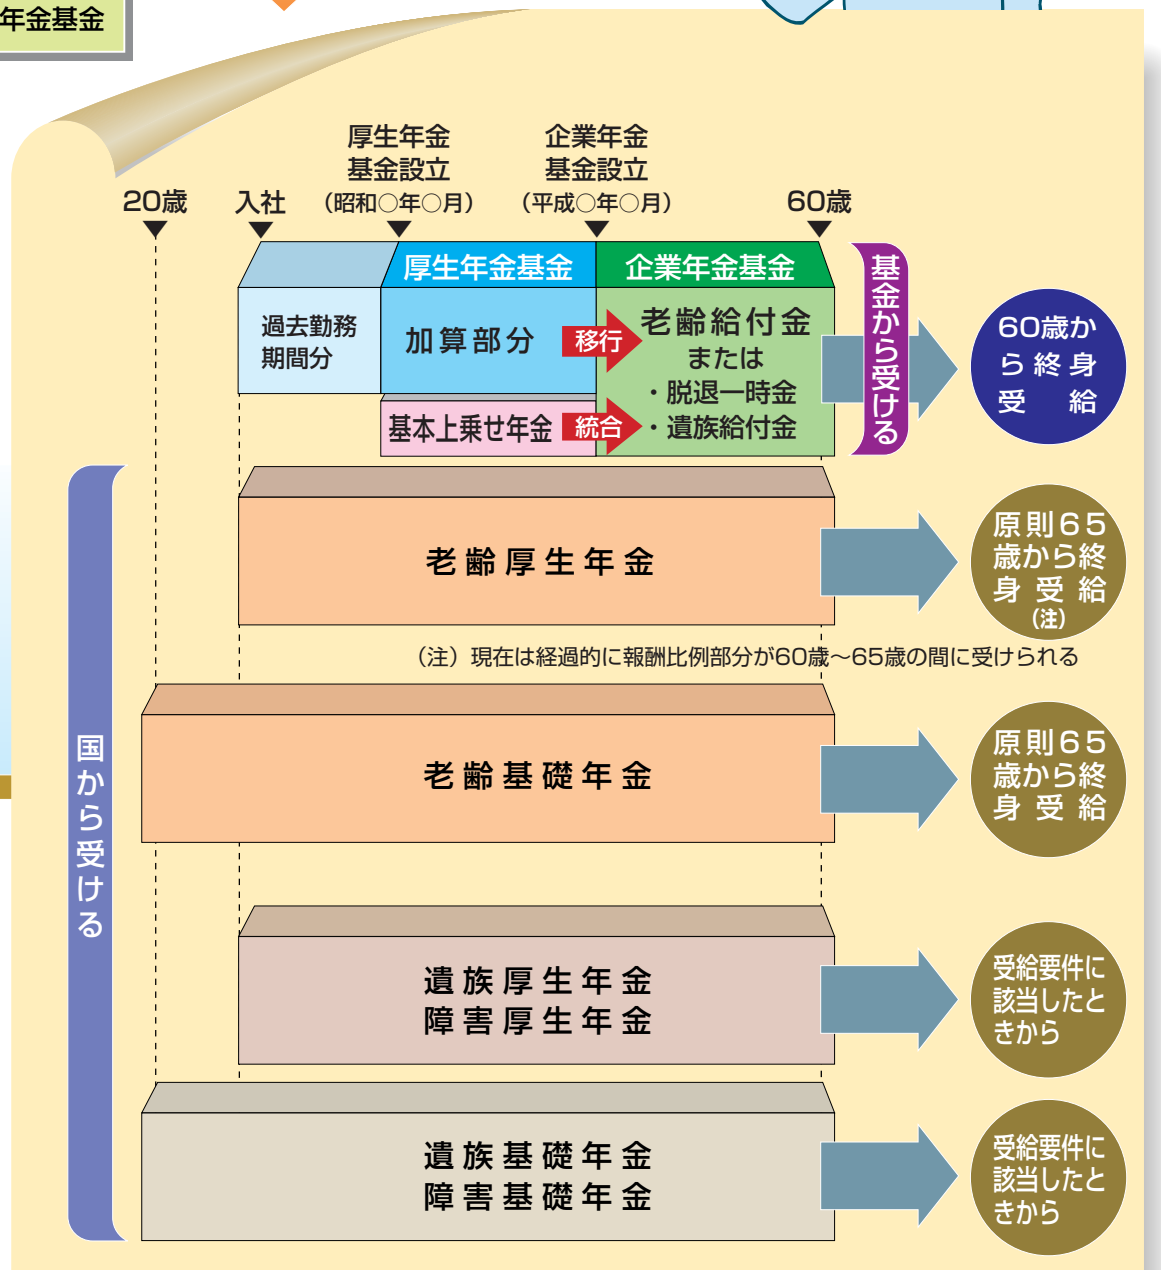 年金基金
厚生年金
基金設立
(昭和○年○月)
企業年金
基金設立
(平成○年○月)
20歳
入社
60歳
厚生年金基金
企業年金基金
過去勤務
期間分
加算部分
移行
老齢給付金
または
・脱退一時金
・遺族給付金
基本上乗せ年金
統合
基金から受ける
60歳か
ら終身
受給
国から受ける
老齢厚生年金
原則65
歳から終
身受給
(注)
(注)現在は経過的に報酬比例部分が60歳～65歳の間に受けられる
老齢基礎年金
原則65
歳から終
身受給
遺族厚生年金
障害厚生年金
受給要件に
該当したと
きから
遺族基礎年金
障害基礎年金
受給要件に
該当したと
きから